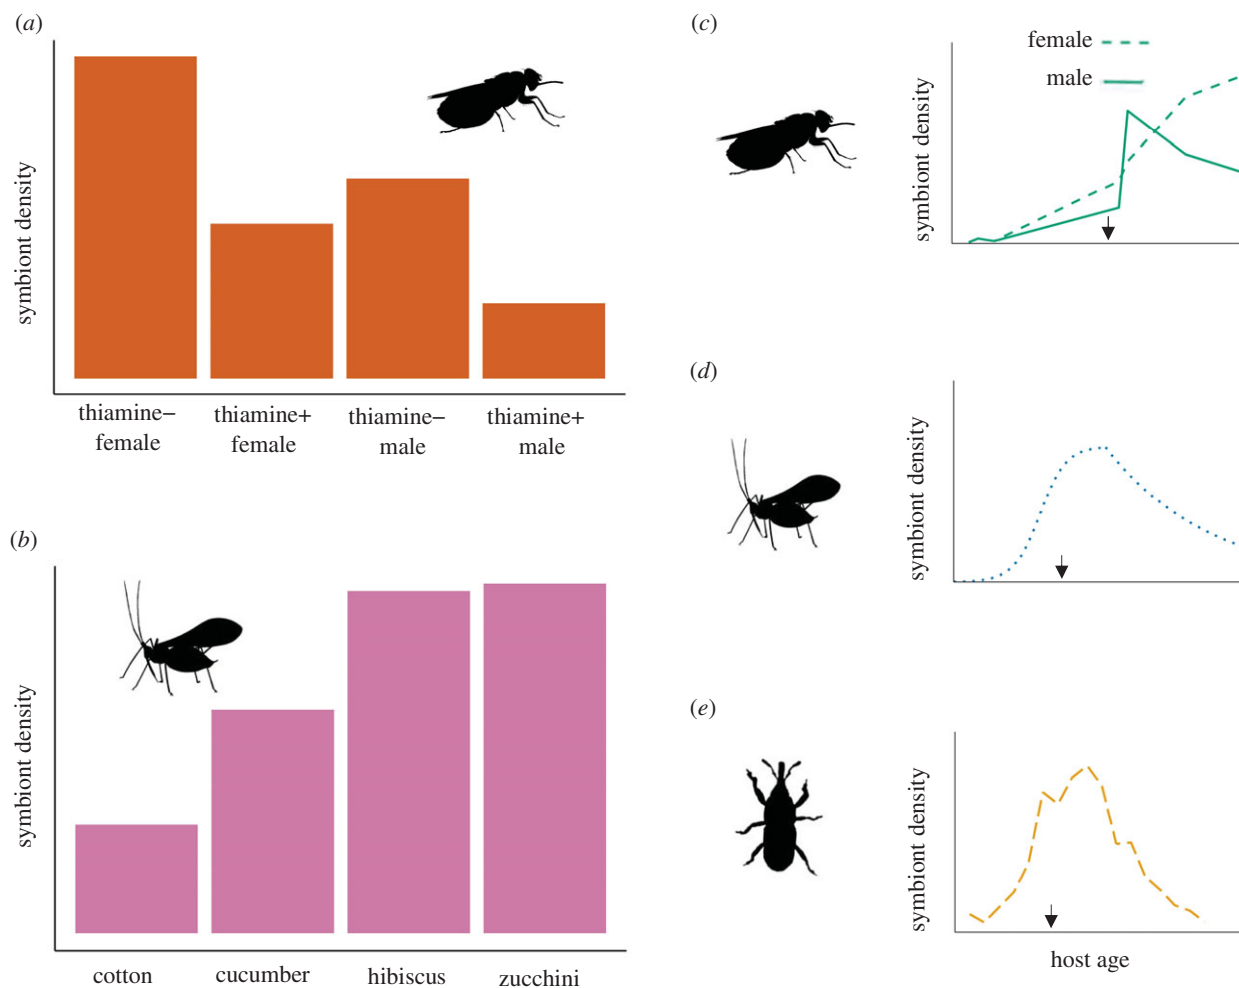 (a)
symbiont density
thiamine−
female
thiamine+
female
thiamine−
male
thiamine+
male
(b)
symbiont density
cotton
cucumber
hibiscus
zucchini
(c)
female
male
symbiont density
(d)
symbiont density
(e)
symbiont density
host age